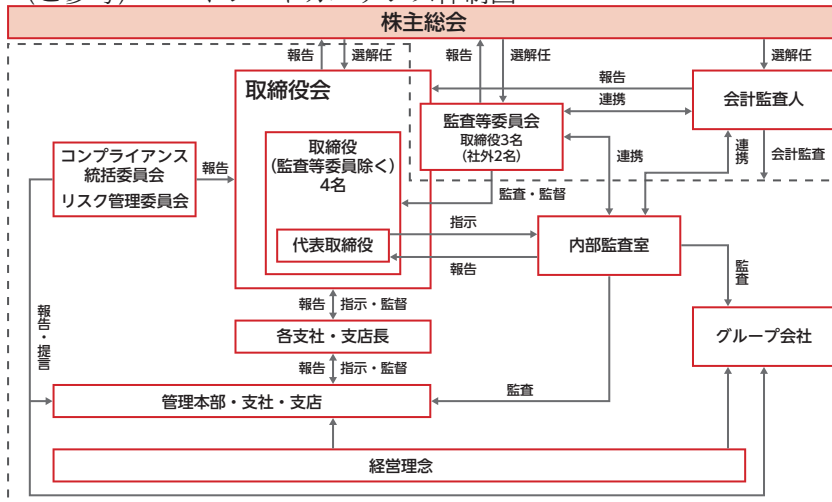 株主総会
報告
選解任
報告
選解任
選解任
取締役会
報告
連携
会計監査人
監査等委員会
取締役3名
(社外2名)
取締役
(監査等委員除く)
4名
コンプライアンス
統括委員会
リスク管理委員会
報告
連携
連携
会計監査
監査・監督
代表取締役
指示
報告
内部監査室
監査
報告
指示・監督
報告・提言
各支社・支店長
グループ会社
報告
指示・監督
管理本部・支社・支店
監査
経営理念